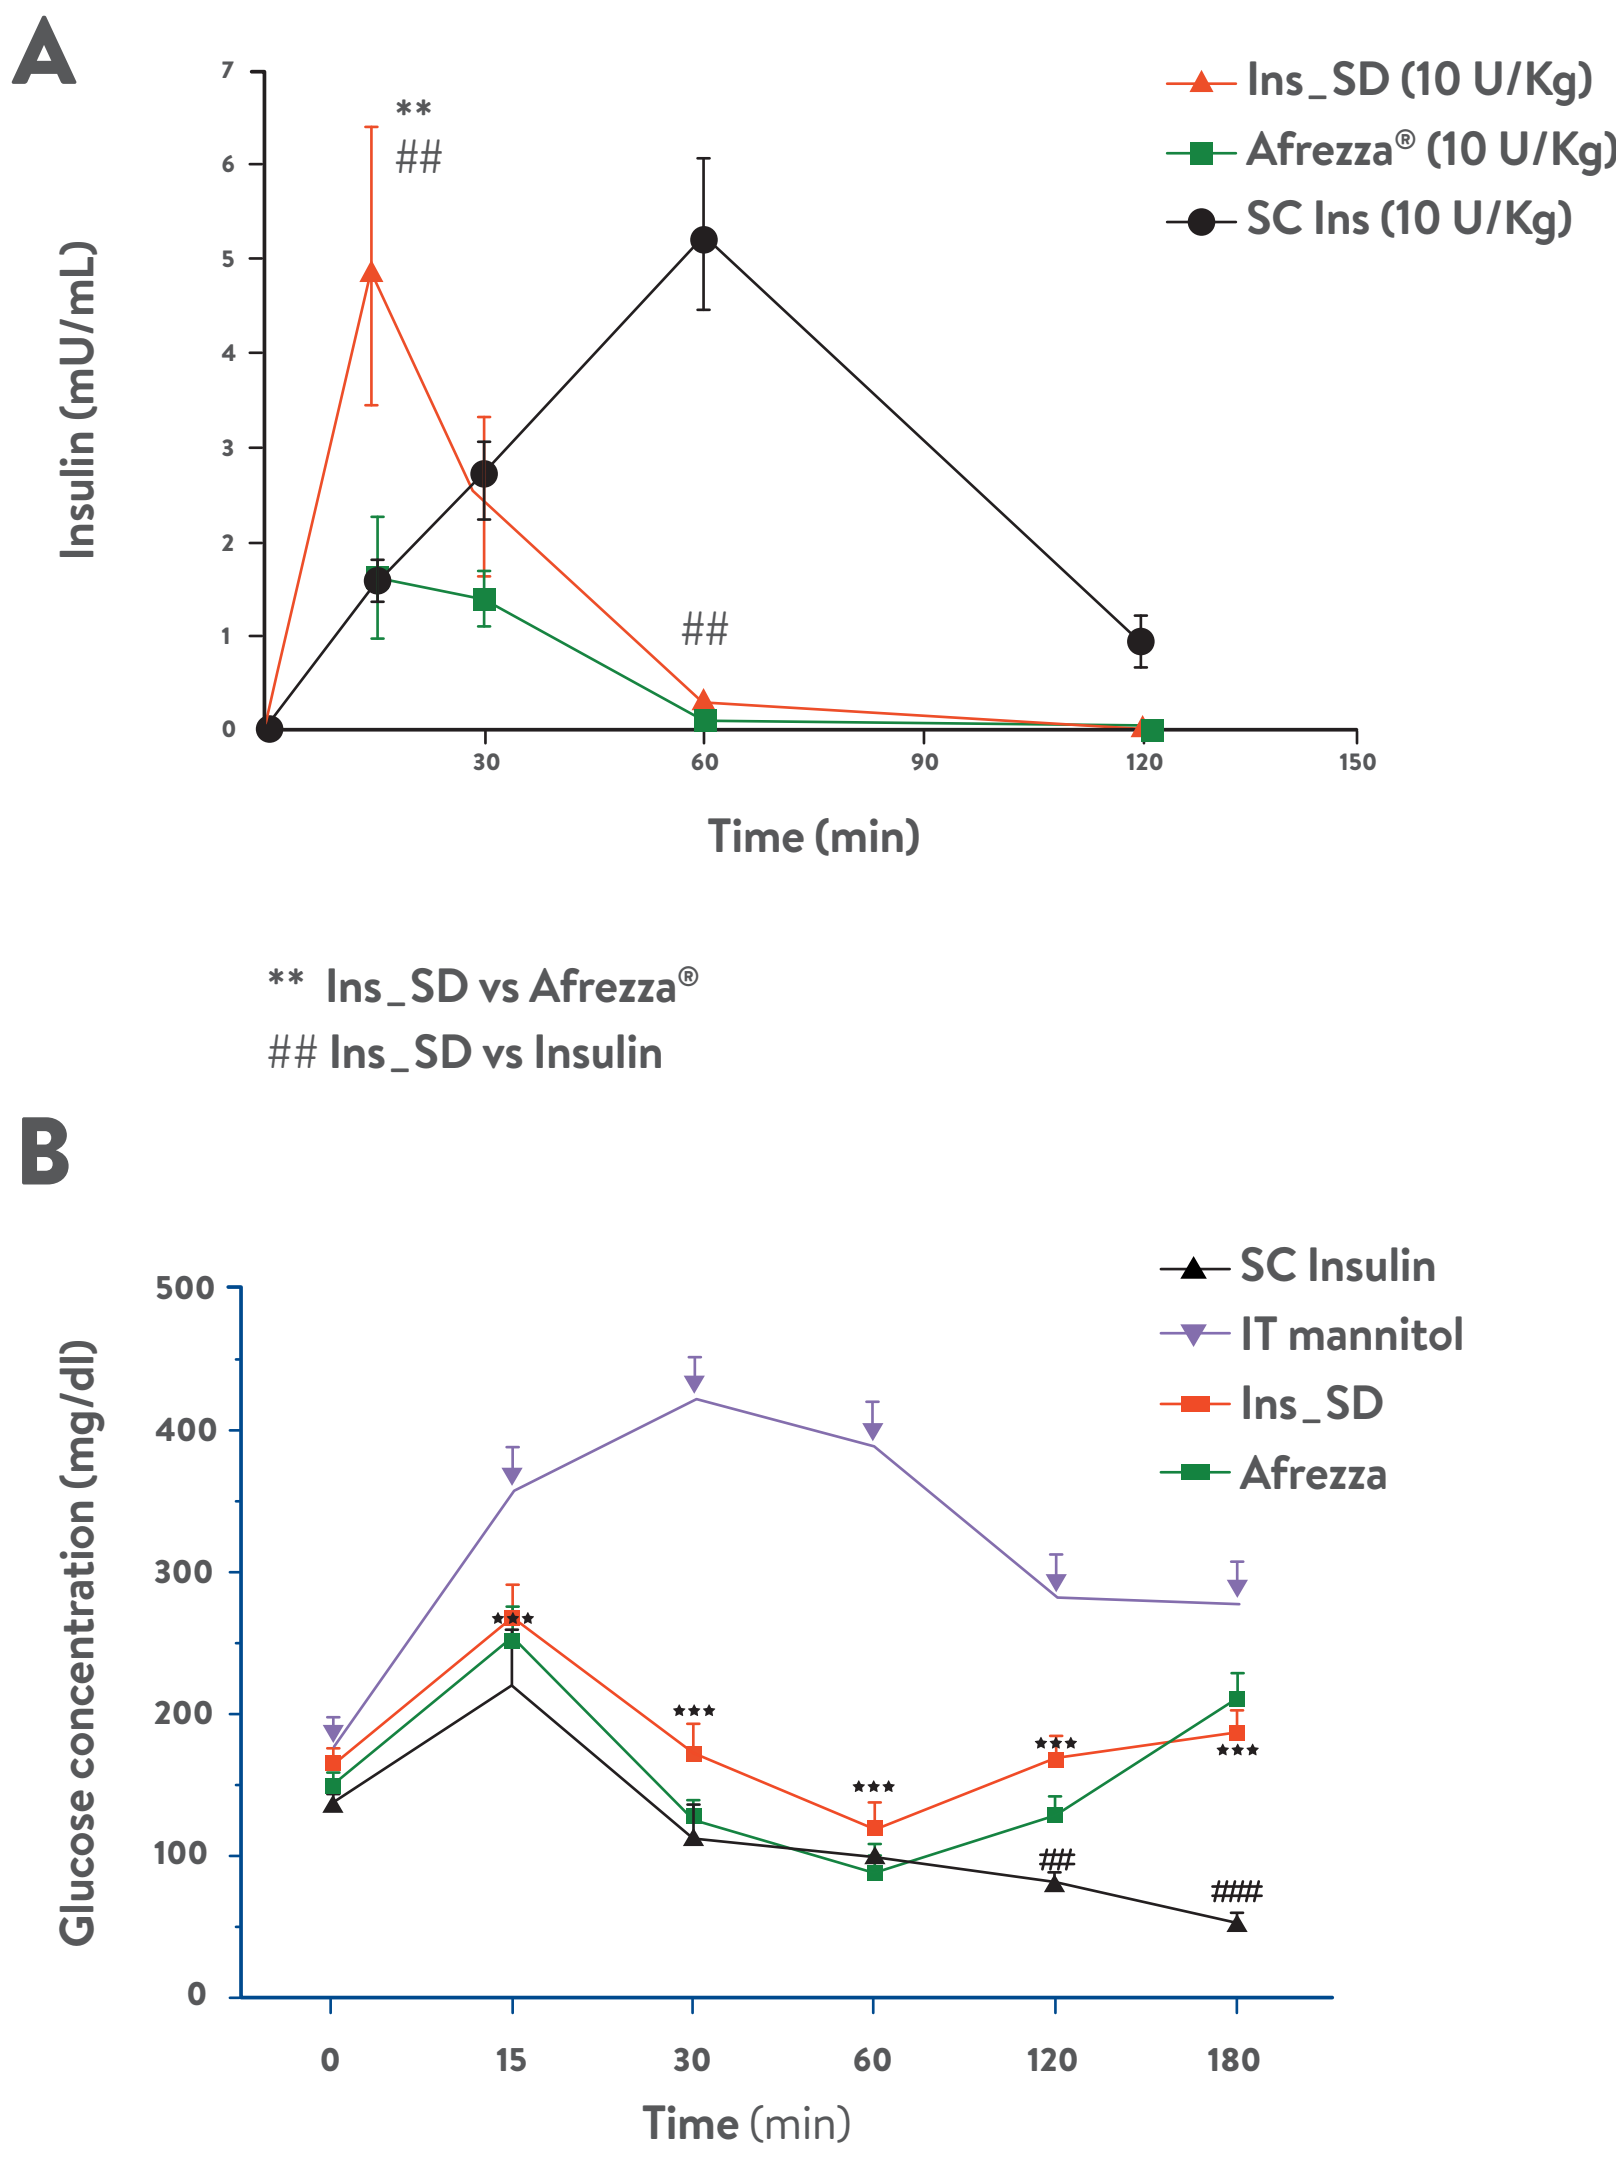 A
7
6
5
4
3
2
1
0
Insulin (mU/mL)
**
##
##
Ins_SD (10 U/Kg)
Afrezza® (10 U/Kg)
SC Ins (10 U/Kg)
30 60 90 120 150
Time (min)
** Ins_SD vs Afrezza®
## Ins_SD vs Insulin
B
500
400
300
200
100
0
Glucose concentration (mg/dl)
SC Insulin
IT mannitol
Ins_SD
Afrezza
★★★
★★★
★★★
★★★
★★★
###
####
0 15 30 60 120 180
Time (min)